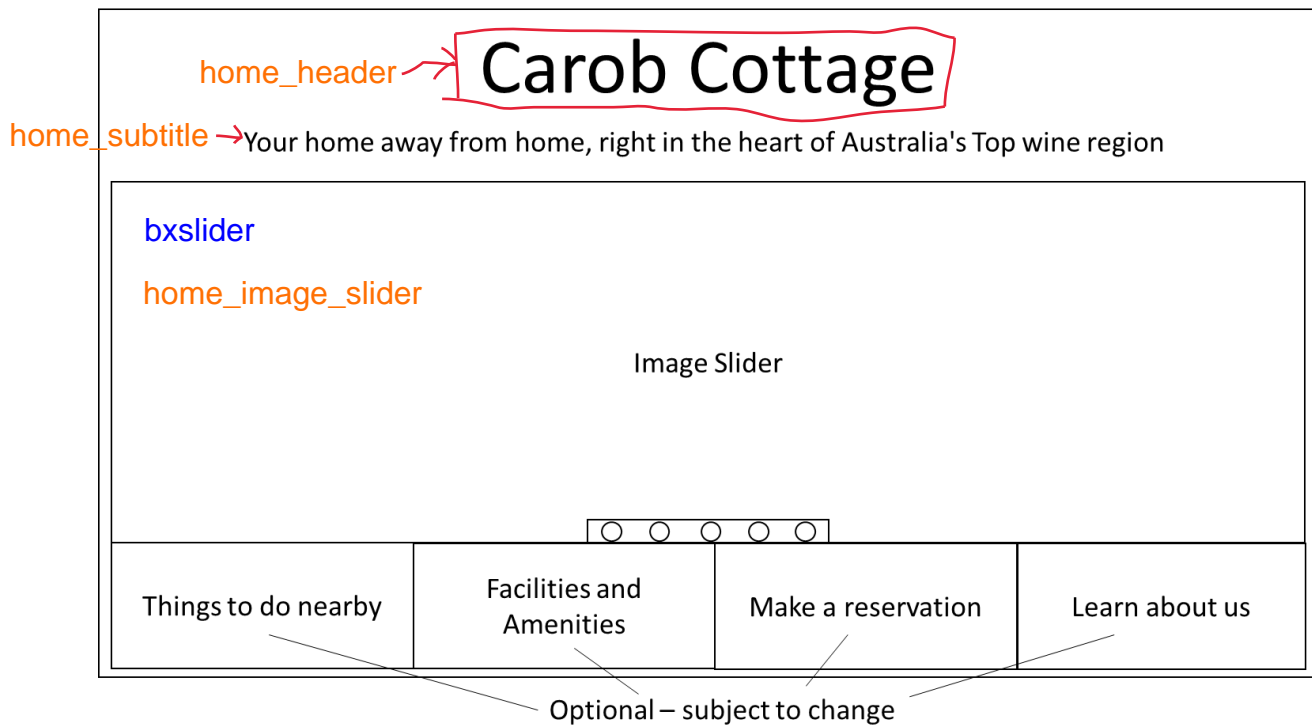 Carob Cottage
home_header
home_subtitle
Your home away from home, right in the heart of Australia's Top wine region
bxslider
home_image_slider
Image Slider
Things to do nearby
Facilities and
Amenities
Make a reservation
Learn about us
Optional – subject to change